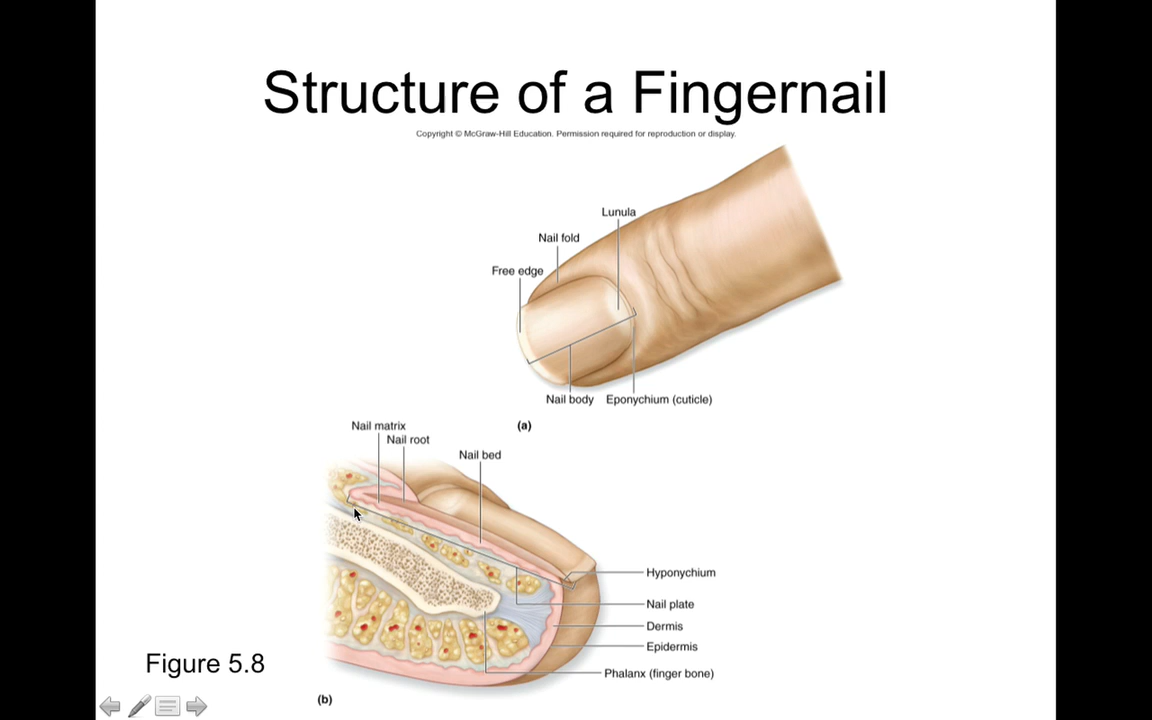 Structure of a Fingernail
Copyright © McGraw-Hill Education. Permission required for reproduction or display.
Lunula
Nail fold
Free edge
Nail body
Eponychium (cuticle)
(a)
Nail matrix
Nail root
Nail bed
Hyponychium
Nail plate
Dermis
Epidermis
Phalanx (finger bone)
Figure 5.8
(b)